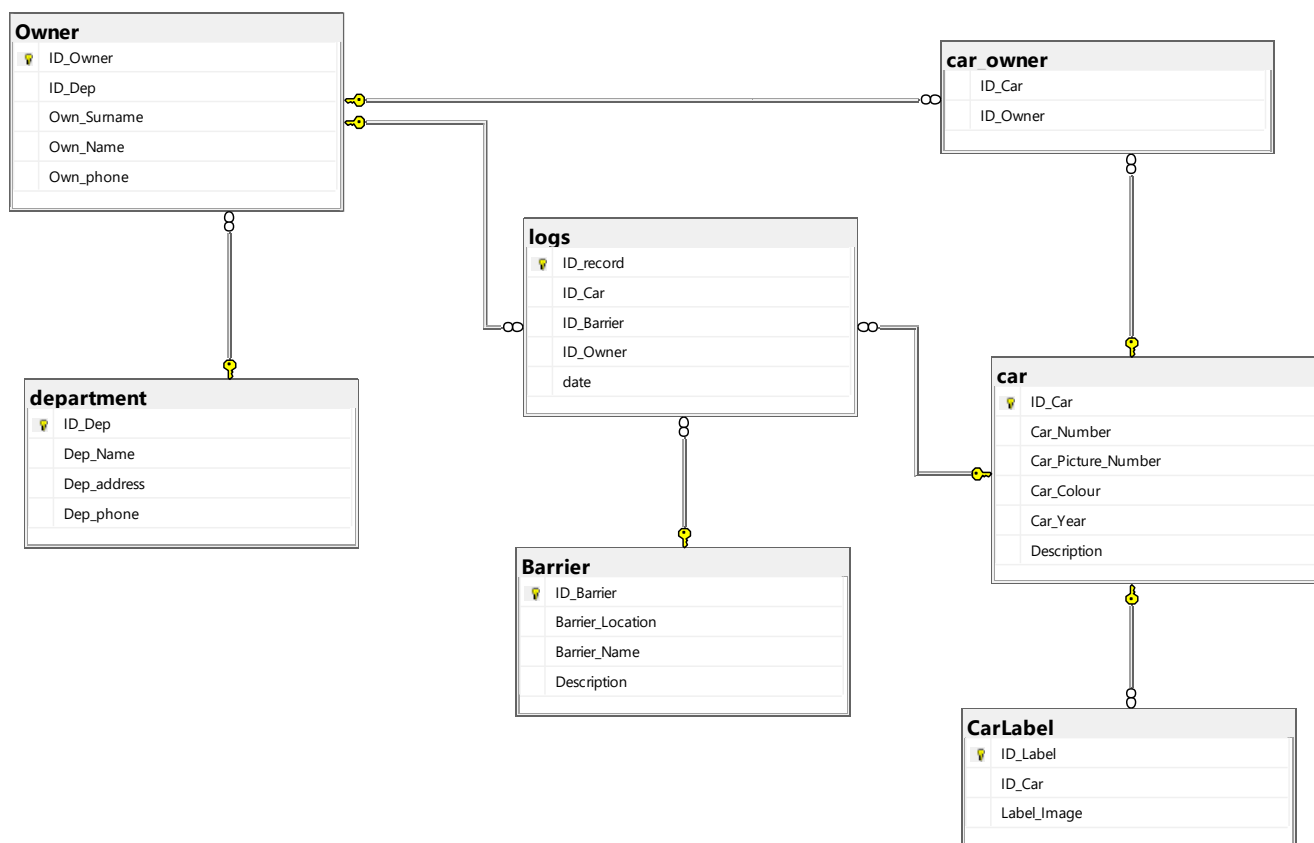 Owner
ID_Owner
ID_Dep
Own_Surname
Own_Name
Own_phone
car_owner
ID_Car
ID_Owner
logs
ID_record
ID_Car
ID_Barrier
ID_Owner
date
department
ID_Dep
Dep_Name
Dep_address
Dep_phone
car
ID_Car
Car_Number
Car_Picture_Number
Car_Colour
Car_Year
Description
Barrier
ID_Barrier
Barrier_Location
Barrier_Name
Description
CarLabel
ID_Label
ID_Car
Label_Image